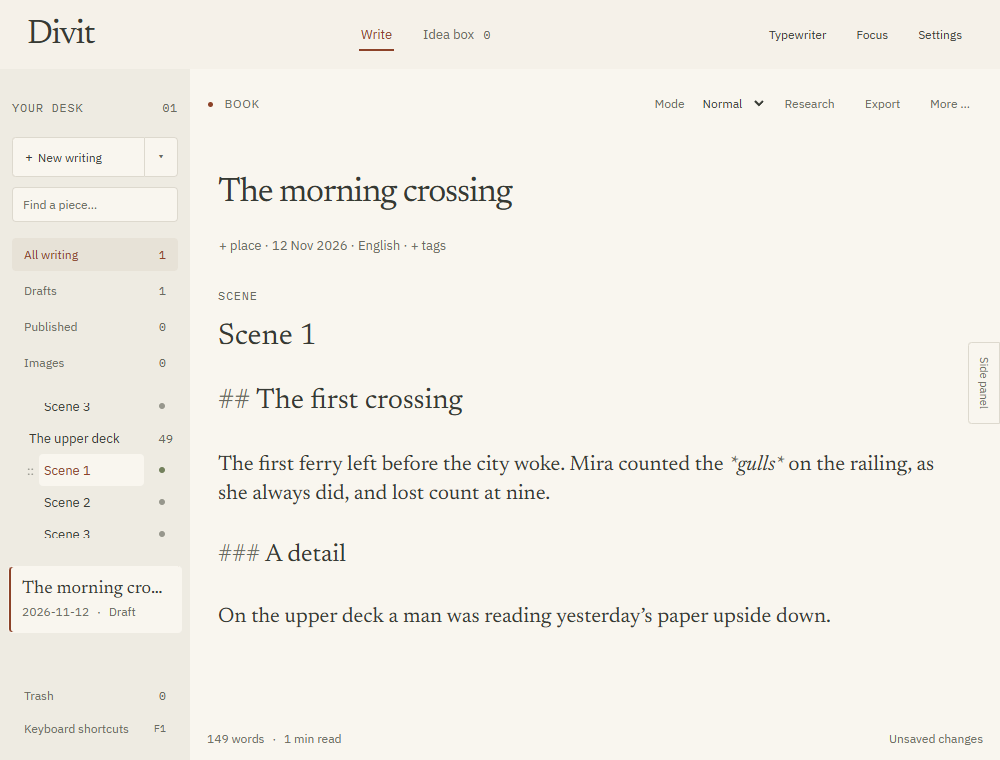 Divit
Write
Idea box 0
Typewriter
Focus
Settings
YOUR DESK 01
+ New writing
Find a piece...
All writing 1
Drafts 1
Published 0
Images 0
Scene 3
The upper deck 49
Scene 1
Scene 2
Scene 3
The morning cro...
2026-11-12 · Draft
Trash 0
Keyboard shortcuts F1
BOOK
Mode Normal
Research
Export
More ...
The morning crossing
+ place · 12 Nov 2026 · English · + tags
SCENE
Scene 1
## The first crossing
The first ferry left before the city woke. Mira counted the *gulls* on the railing, as
she always did, and lost count at nine.
### A detail
On the upper deck a man was reading yesterday’s paper upside down.
Side panel
149 words · 1 min read
Unsaved changes